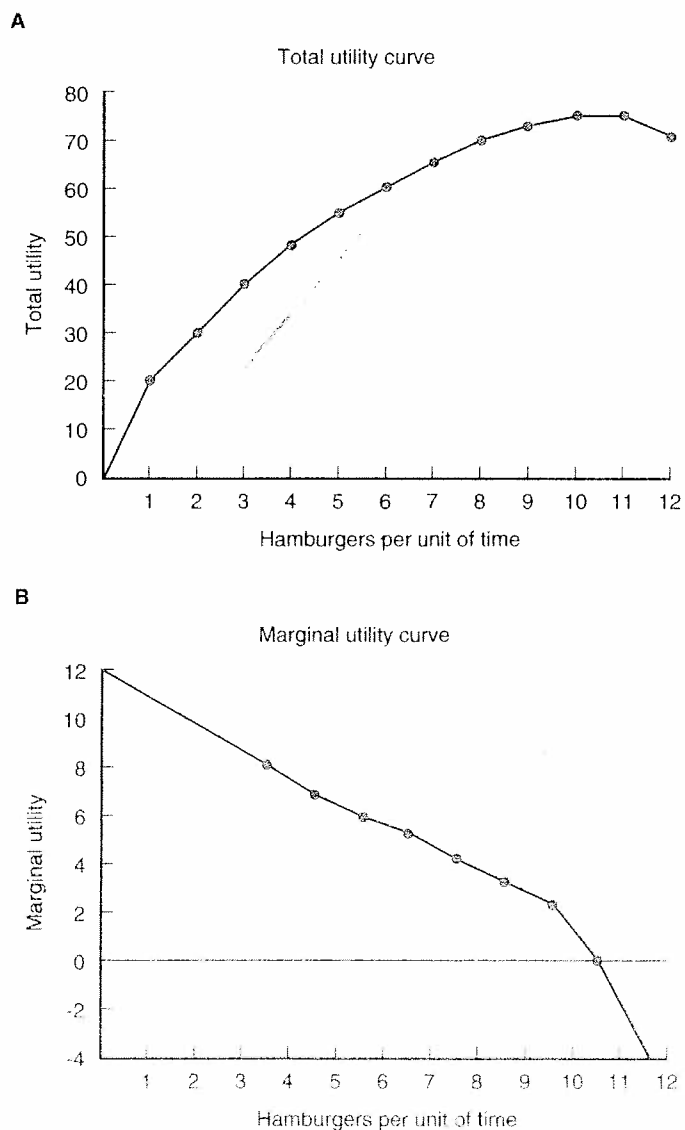 A
Total utility curve
80
70
60
50
40
30
20
10
0
Total utility
1 2 3 4 5 6 7 8 9 10 11 12
Hamburgers per unit of time
B
Marginal utility curve
12
10
8
6
4
2
0
-2
-4
Marginal utility
1 2 3 4 5 6 7 8 9 10 11 12
Hamburgers per unit of time